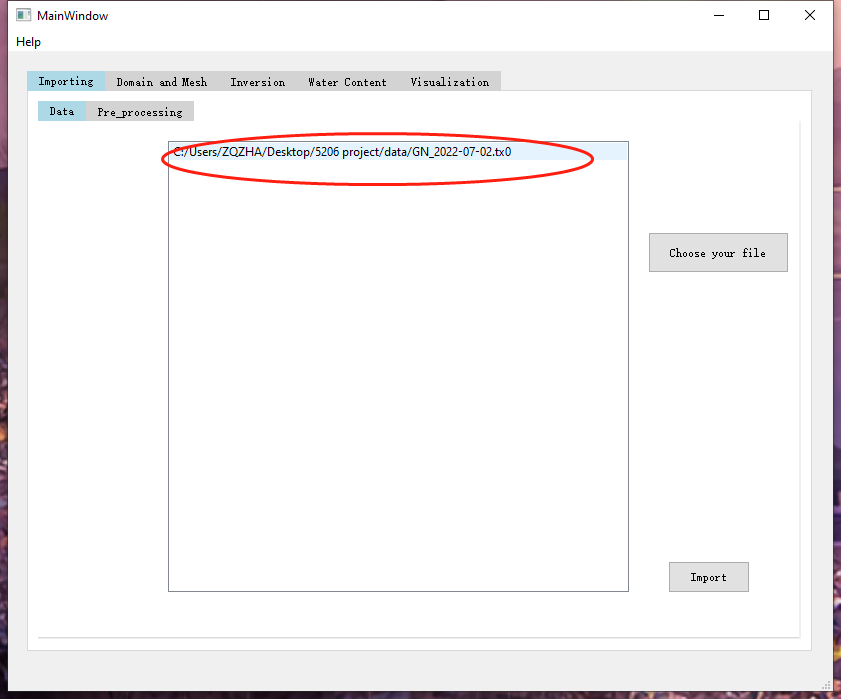 MainWindow
Help
Importing Domain and Mesh Inversion Water Content Visualization
Data Pre_processing
C:/Users/ZQZHA/Desktop/5206 project/data/GN_2022-07-02.tx0
Choose your file
Import